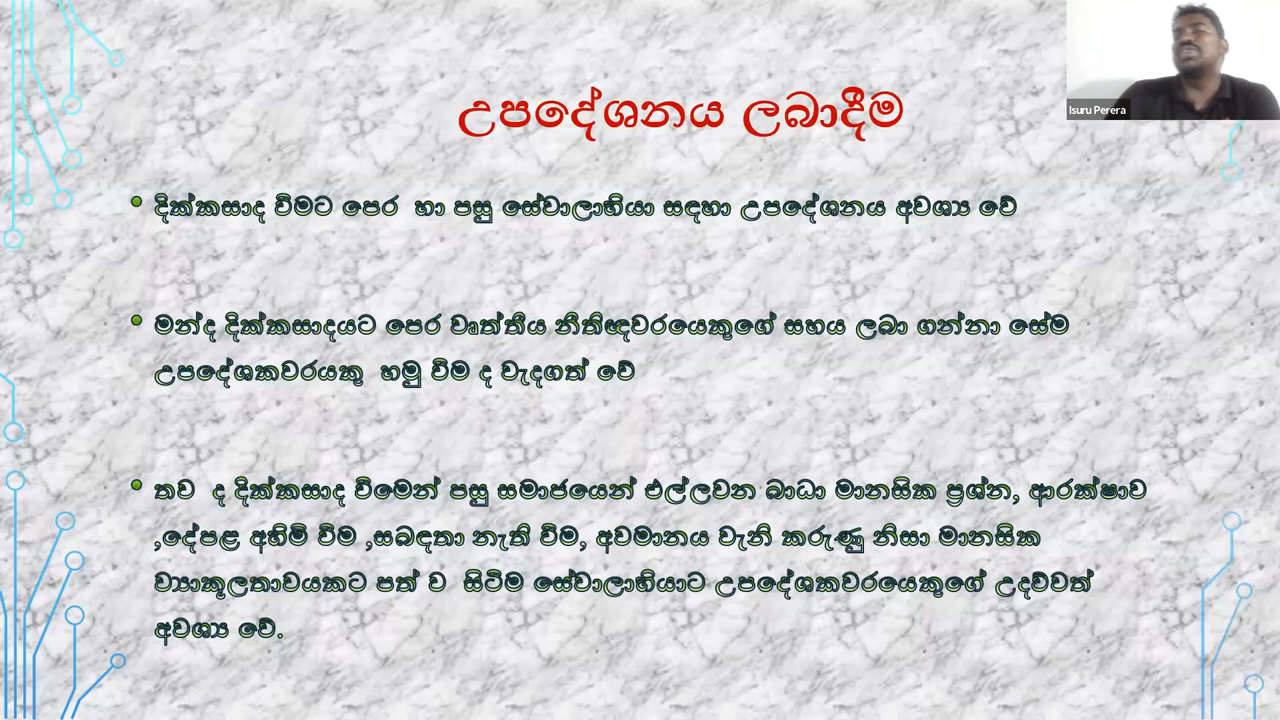 Isuru Perera
උපදේශනය ලබාදීම
• දික්කසාද වීමට පෙර හා පසු සේවාලාභියා සඳහා උපදේශනය අවශ්‍ය වේ
• මන්ද දික්කසාදයට පෙර වෘත්තීය නීතිඥවරයෙකුගේ සහය ලබා ගන්නා සේම
උපදේශකවරයකු හමු වීම ද වැදගත් වේ
• තව ද දික්කසාද වීමෙන් පසු සමාජයෙන් එල්ලවන බාධා මානසික ප්‍රශ්න, ආරක්ෂාව
,දේපළ අහිමි වීම ,සබඳතා නැති වීම, අවමානය වැනි කරුණු නිසා මානසික
ව්‍යාකූලතාවයකට පත් ව සිටීම සේවාලාභියාට උපදේශකවරයෙකුගේ උදව්වත්
අවශ්‍ය වේ.